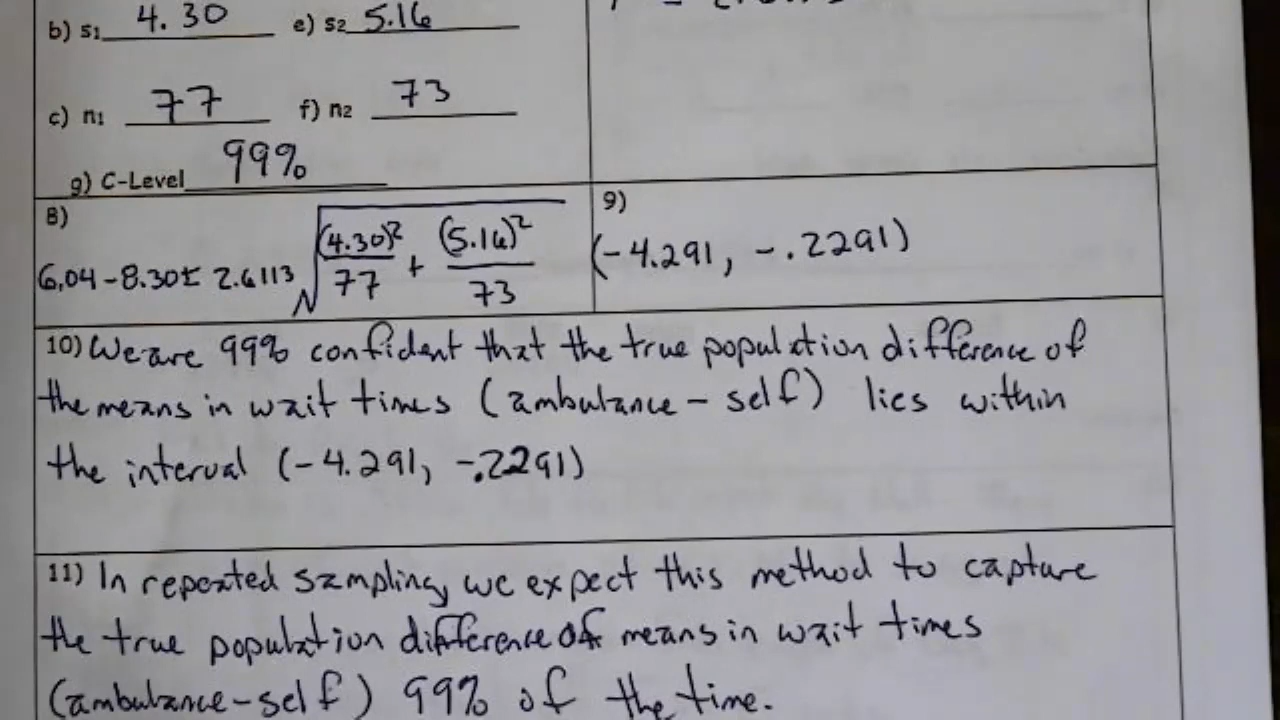 b) s1 4.30 e) s2 5.16
c) n1 77 f) n2 73
g) C-Level 99%
8)
6.04-8.30± 2.6113 √((4.30)²/77 + (5.16)²/73)
9)
(-4.291, -.2291)
10) We are 99% confident that the true population difference of
the means in wait times (ambulance - self) lies within
the interval (-4.291, -.2291)
11) In repeated sampling, we expect this method to capture
the true population difference of means in wait times
(ambulance-self) 99% of the time.